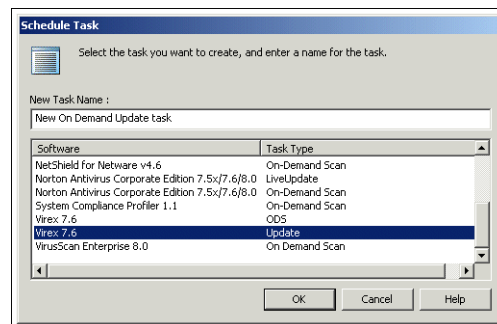 Schedule Task
Select the task you want to create, and enter a name for the task.
New Task Name :
New On Demand Update task
Software Task Type
NetShield for Netware v4.6 On-Demand Scan
Norton Antivirus Corporate Edition 7.5x/7.6/8.0 LiveUpdate
Norton Antivirus Corporate Edition 7.5x/7.6/8.0 On-Demand Scan
System Compliance Profiler 1.1 On-Demand Scan
Virex 7.6 ODS
Virex 7.6 Update
VirusScan Enterprise 8.0 On Demand Scan
OK Cancel Help